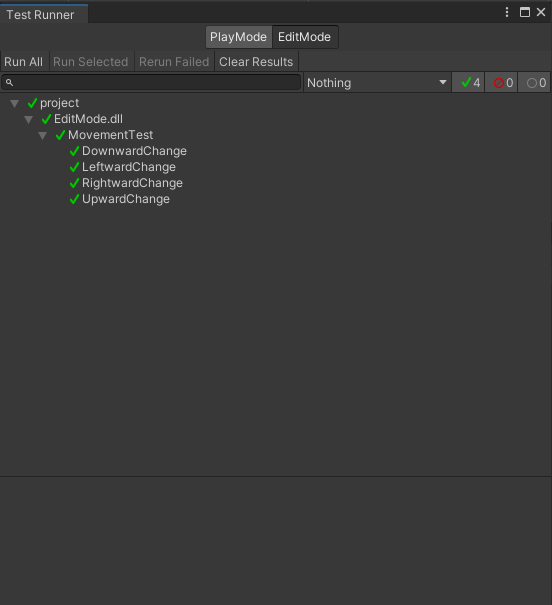 Test Runner
PlayMode EditMode
Run All Run Selected Rerun Failed Clear Results
Nothing 4 0 0
project
EditMode.dll
MovementTest
DownwardChange
LeftwardChange
RightwardChange
UpwardChange